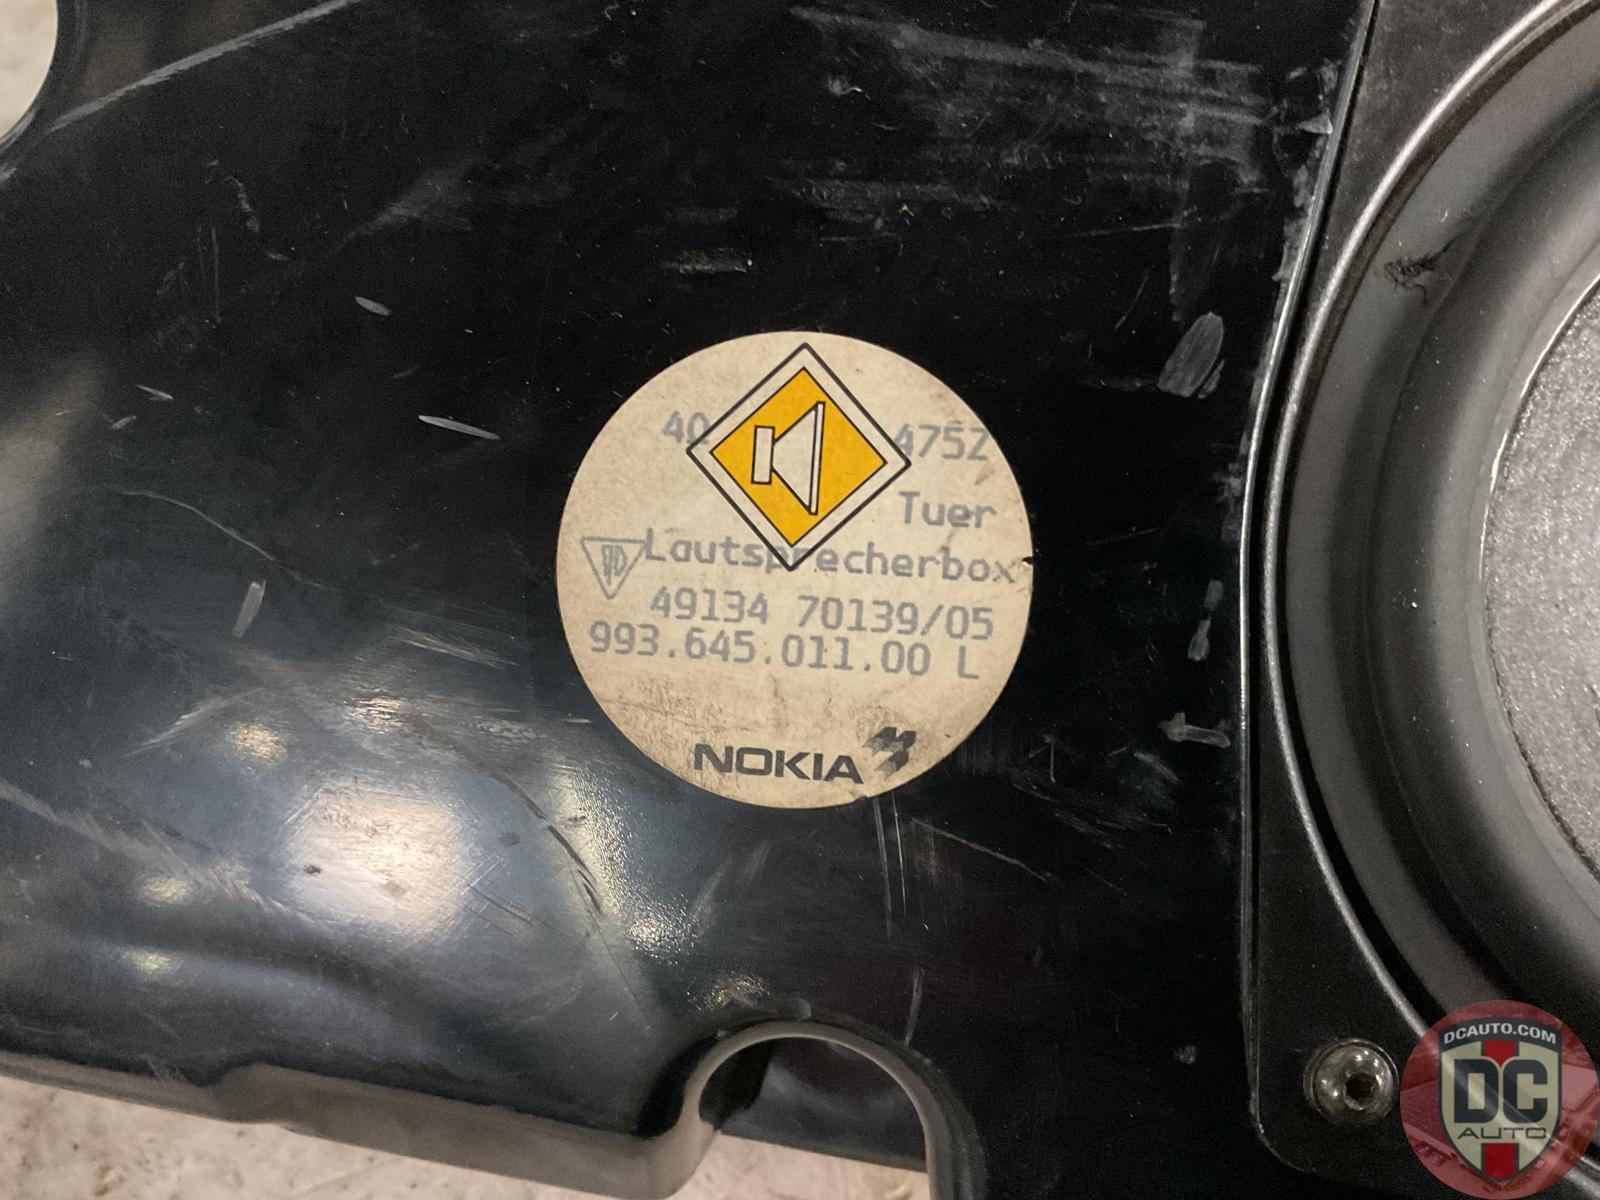 40 475Z
Tuer
Lautsprecherbox
49134 70139/05
993.645.011.00 L
NOKIA
DCAUTO.COM
DC
AUTO